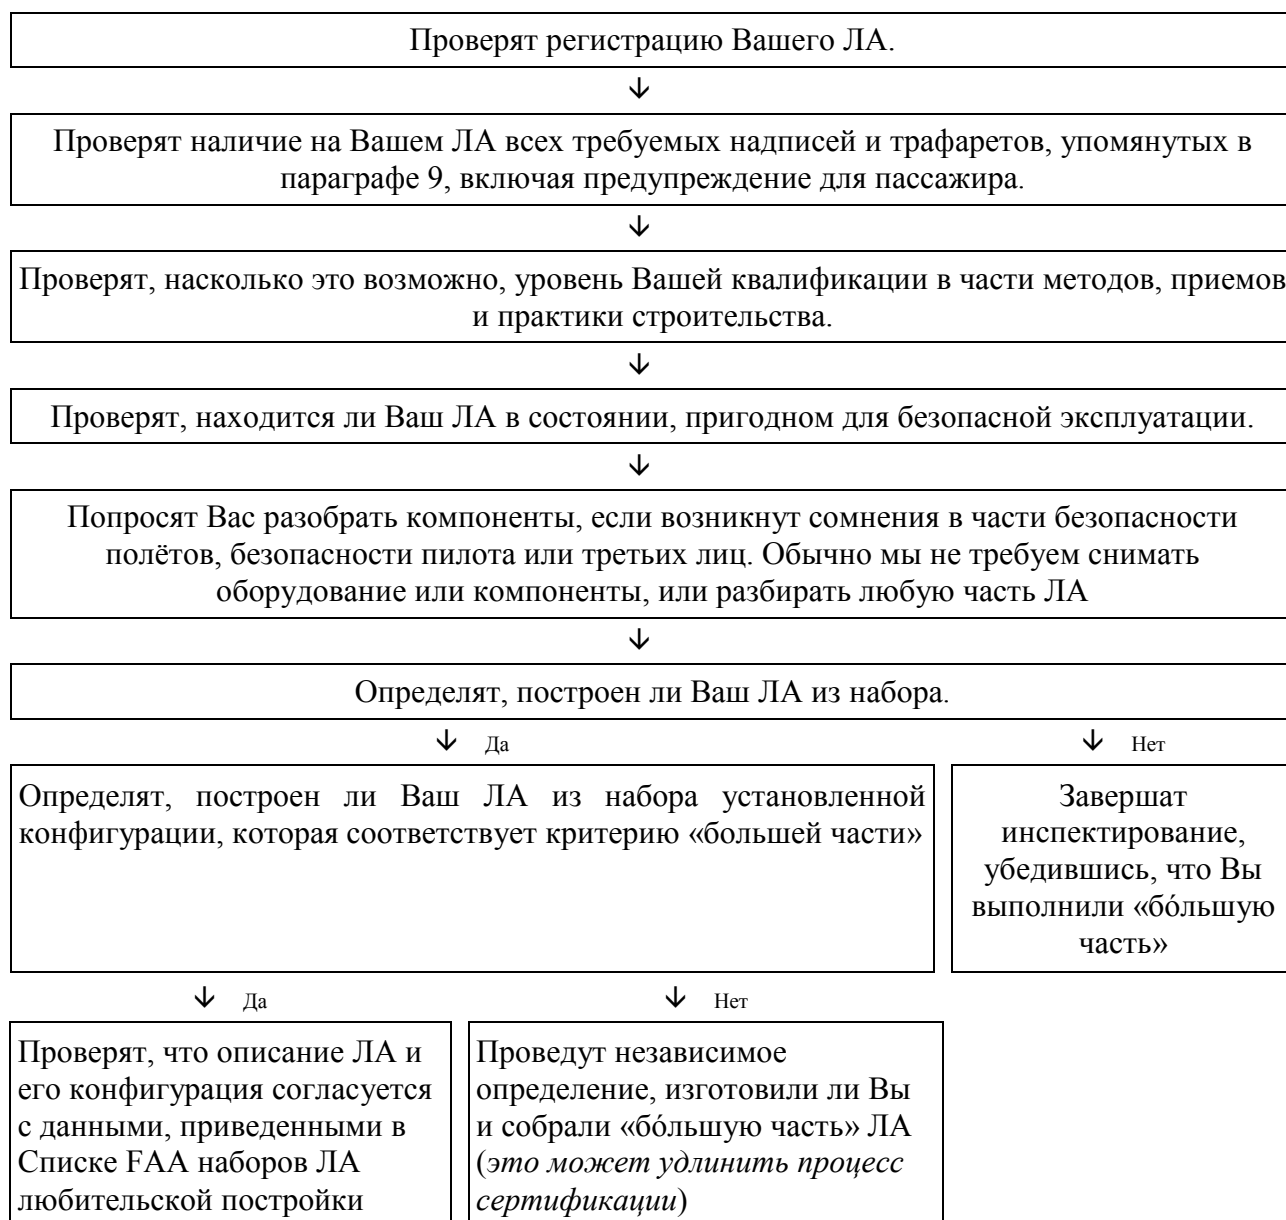 Проверят регистрацию Вашего ЛА.
Проверят наличие на Вашем ЛА всех требуемых надписей и трафаретов, упомянутых в
параграфе 9, включая предупреждение для пассажира.
Проверят, насколько это возможно, уровень Вашей квалификации в части методов, приемов
и практики строительства.
Проверят, находится ли Ваш ЛА в состоянии, пригодном для безопасной эксплуатации.
Попросят Вас разобрать компоненты, если возникнут сомнения в части безопасности
полётов, безопасности пилота или третьих лиц. Обычно мы не требуем снимать
оборудование или компоненты, или разбирать любую часть ЛА
Определят, построен ли Ваш ЛА из набора.
Да
Нет
Определят, построен ли Ваш ЛА из набора установленной
конфигурации, которая соответствует критерию «большей части»
Завершат
инспектирование,
убедившись, что Вы
выполнили «бо́льшую
часть»
Да
Нет
Проверят, что описание ЛА и
его конфигурация согласуется
с данными, приведенными в
Списке FAA наборов ЛА
любительской постройки
Проведут независимое
определение, изготовили ли Вы
и собрали «бо́льшую часть» ЛА
(это может удлинить процесс
сертификации)